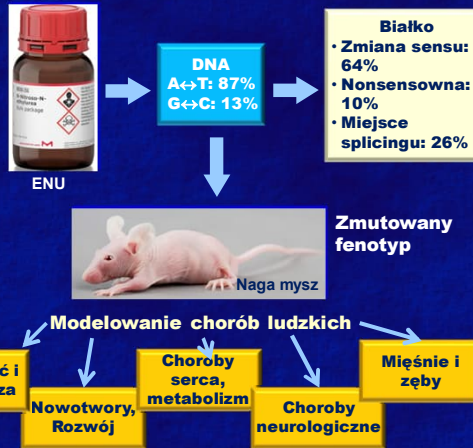 DNA
A↔T: 87%
G↔C: 13%
Białko
• Zmiana sensu:
64%
• Nonsensowna:
10%
• Miejsce
splicingu: 26%
ENU
Zmutowany
fenotyp
Naga mysz
Modelowanie chorób ludzkich
ć i
za
Nowotwory,
Rozwój
Choroby
serca,
metabolizm
Choroby
neurologiczne
Mięśnie i
zęby